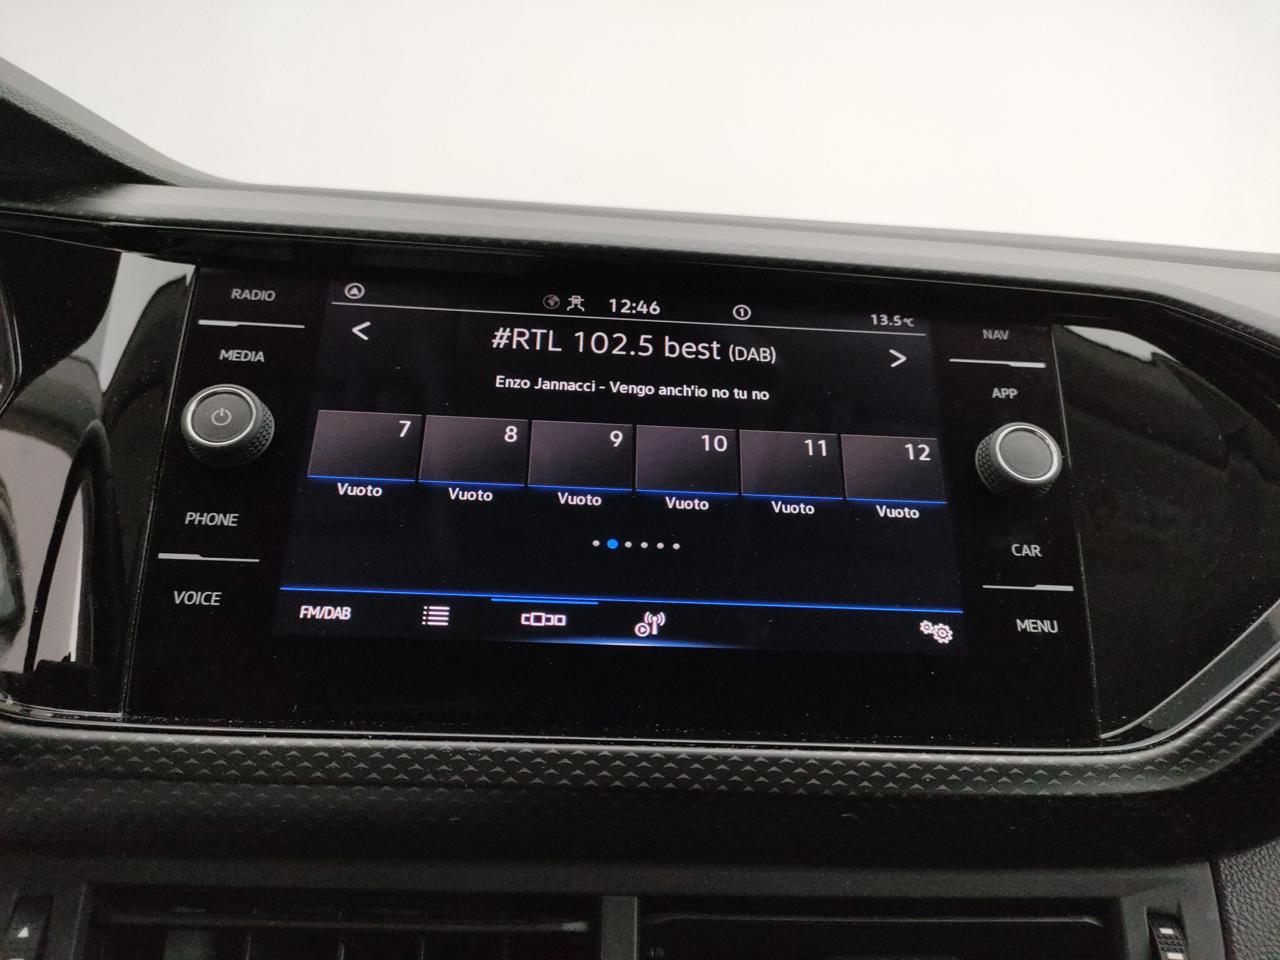 RADIO
MEDIA
PHONE
VOICE
12:46
1
13.5°C
< #RTL 102.5 best (DAB) >
Enzo Jannacci - Vengo anch'io no tu no
7 8 9 10 11 12
Vuoto Vuoto Vuoto Vuoto Vuoto Vuoto
FM/DAB
NAV
APP
CAR
MENU